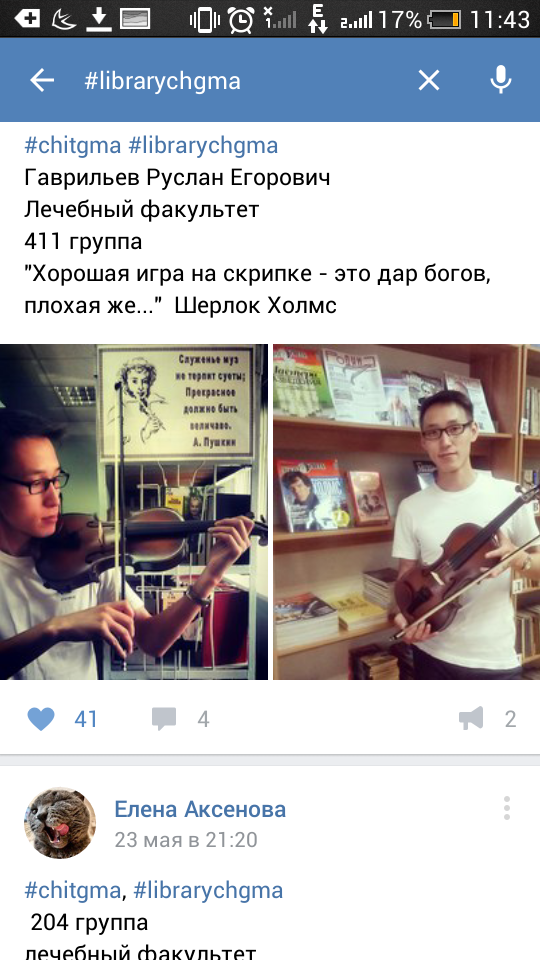 17% 11:43
#librarychgma
#chitgma #librarychgma
Гаврильев Руслан Егорович
Лечебный факультет
411 группа
"Хорошая игра на скрипке - это дар богов,
плохая же..." Шерлок Холмс
Служенье муз
не терпит суеты;
Прекрасное
должно быть
величаво.
А. Пушкин
ХОЛМС
41 4 2
Елена Аксенова
23 мая в 21:20
#chitgma, #librarychgma
204 группа
лечебный факультет